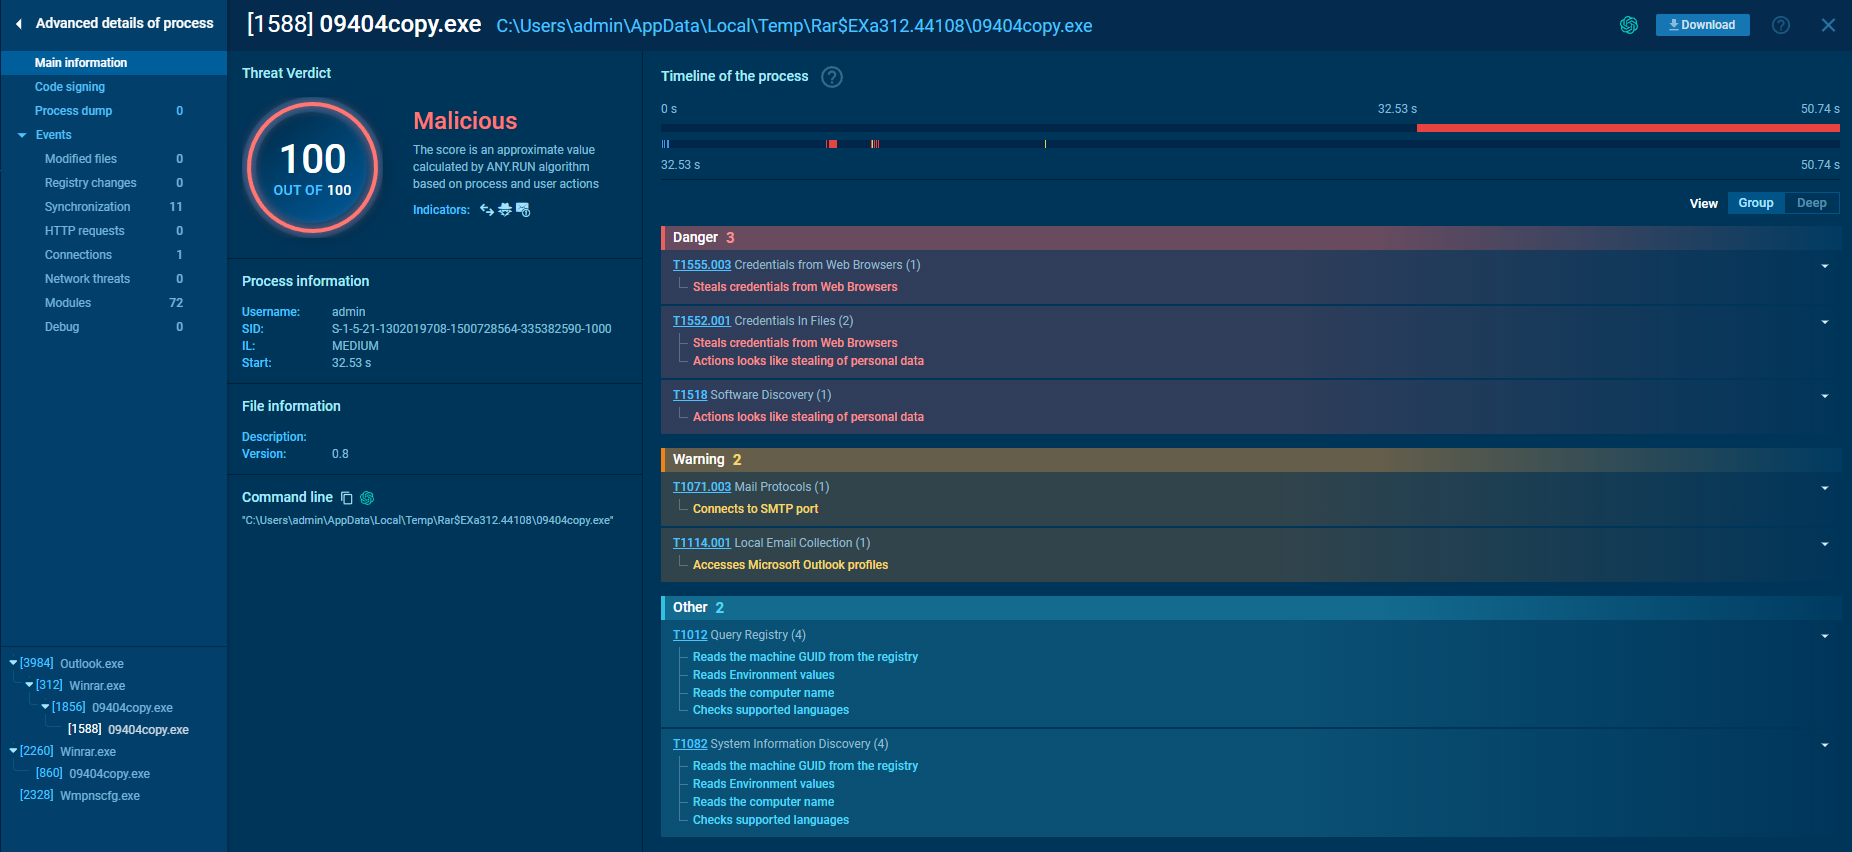 Advanced details of process
[1588] 09404copy.exe C:\Users\admin\AppData\Local\Temp\Rar$EXa312.44108\09404copy.exe
Download
Main information
Code signing
Process dump 0
Events
Modified files 0
Registry changes 0
Synchronization 11
HTTP requests 0
Connections 1
Network threats 0
Modules 72
Debug 0
[3984] Outlook.exe
[312] Winrar.exe
[1856] 09404copy.exe
[1588] 09404copy.exe
[2260] Winrar.exe
[860] 09404copy.exe
[2328] Wmpnscfg.exe
Threat Verdict
100
OUT OF 100
Malicious
The score is an approximate value
calculated by ANY.RUN algorithm
based on process and user actions
Indicators:
Process information
Username: admin
SID: S-1-5-21-1302019708-1500728564-335382590-1000
IL: MEDIUM
Start: 32.53 s
File information
Description:
Version: 0.8
Command line
"C:\Users\admin\AppData\Local\Temp\Rar$EXa312.44108\09404copy.exe"
Timeline of the process ?
0 s 32.53 s 50.74 s
32.53 s 50.74 s
View Group Deep
Danger 3
T1555.003 Credentials from Web Browsers (1)
Steals credentials from Web Browsers
T1552.001 Credentials In Files (2)
Steals credentials from Web Browsers
Actions looks like stealing of personal data
T1518 Software Discovery (1)
Actions looks like stealing of personal data
Warning 2
T1071.003 Mail Protocols (1)
Connects to SMTP port
T1114.001 Local Email Collection (1)
Accesses Microsoft Outlook profiles
Other 2
T1012 Query Registry (4)
Reads the machine GUID from the registry
Reads Environment values
Reads the computer name
Checks supported languages
T1082 System Information Discovery (4)
Reads the machine GUID from the registry
Reads Environment values
Reads the computer name
Checks supported languages